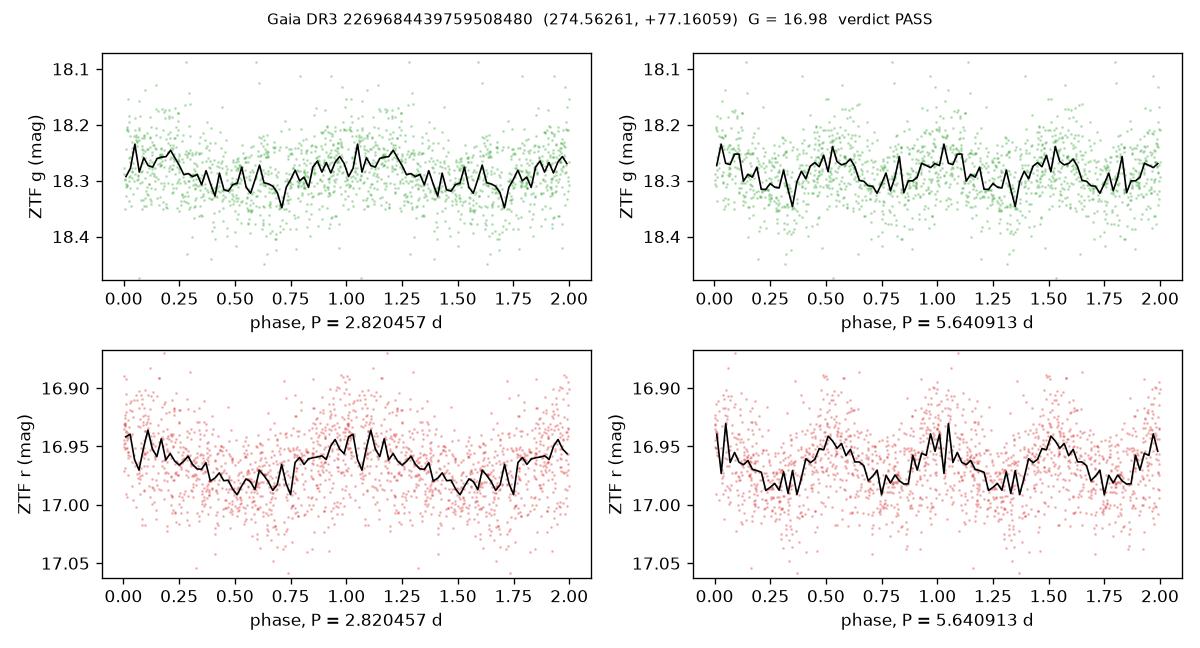 Gaia DR3 2269684439759508480 (274.56261, +77.16059) G = 16.98 verdict PASS
ZTF g (mag)
18.1
18.2
18.3
18.4
0.00 0.25 0.50 0.75 1.00 1.25 1.50 1.75 2.00
phase, P = 2.820457 d
ZTF g (mag)
18.1
18.2
18.3
18.4
0.00 0.25 0.50 0.75 1.00 1.25 1.50 1.75 2.00
phase, P = 5.640913 d
ZTF r (mag)
16.90
16.95
17.00
17.05
0.00 0.25 0.50 0.75 1.00 1.25 1.50 1.75 2.00
phase, P = 2.820457 d
ZTF r (mag)
16.90
16.95
17.00
17.05
0.00 0.25 0.50 0.75 1.00 1.25 1.50 1.75 2.00
phase, P = 5.640913 d